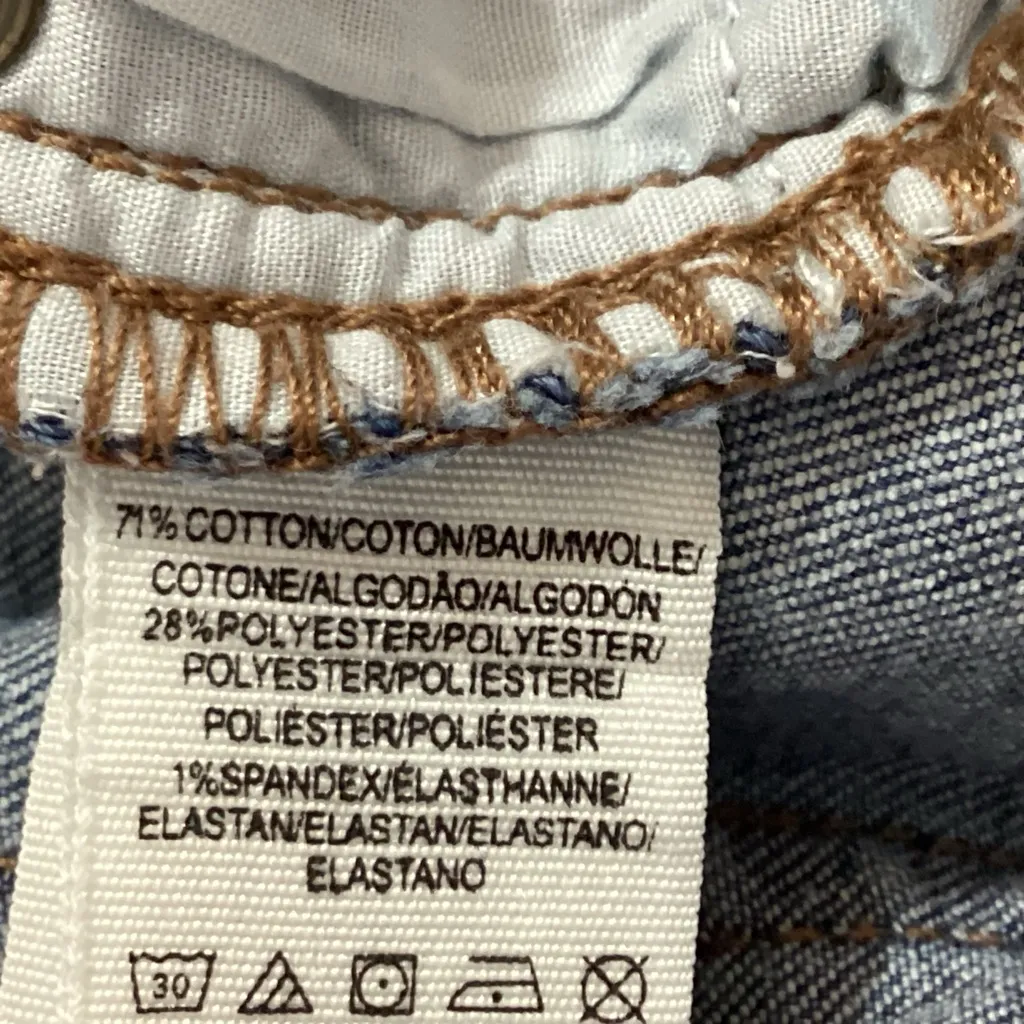 71% COTTON/COTON/BAUMWOLLE/
COTONE/ALGODÃO/ALGODÓN
28%POLYESTER/POLYESTER/
POLYESTER/POLIESTERE/
POLIÉSTER/POLIÉSTER
1%SPANDEX/ÉLASTHANNE/
ELASTAN/ELASTAN/ELASTANO/
ELASTANO
30